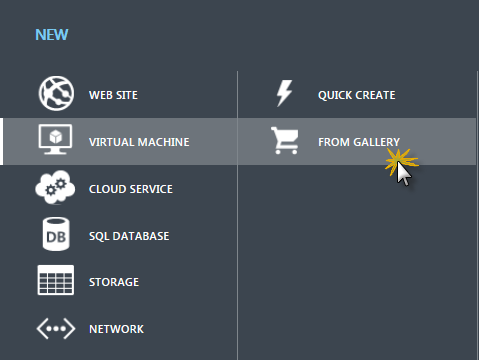 NEW
WEB SITE
QUICK CREATE
VIRTUAL MACHINE
FROM GALLERY
CLOUD SERVICE
DB
SQL DATABASE
STORAGE
NETWORK